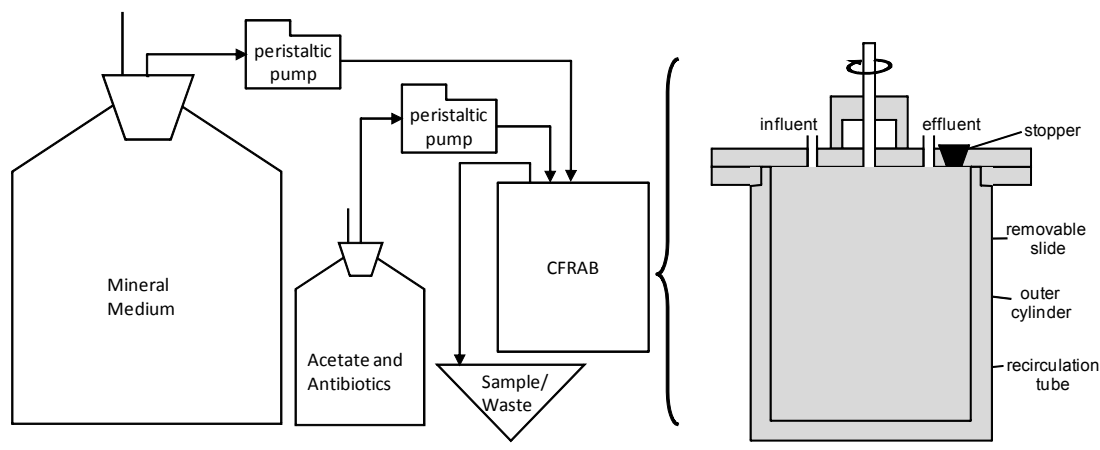 peristaltic
pump
peristaltic
pump
Mineral
Medium
Acetate and
Antibiotics
CFRAB
Sample/
Waste
influent
effluent
stopper
removable
slide
outer
cylinder
recirculation
tube